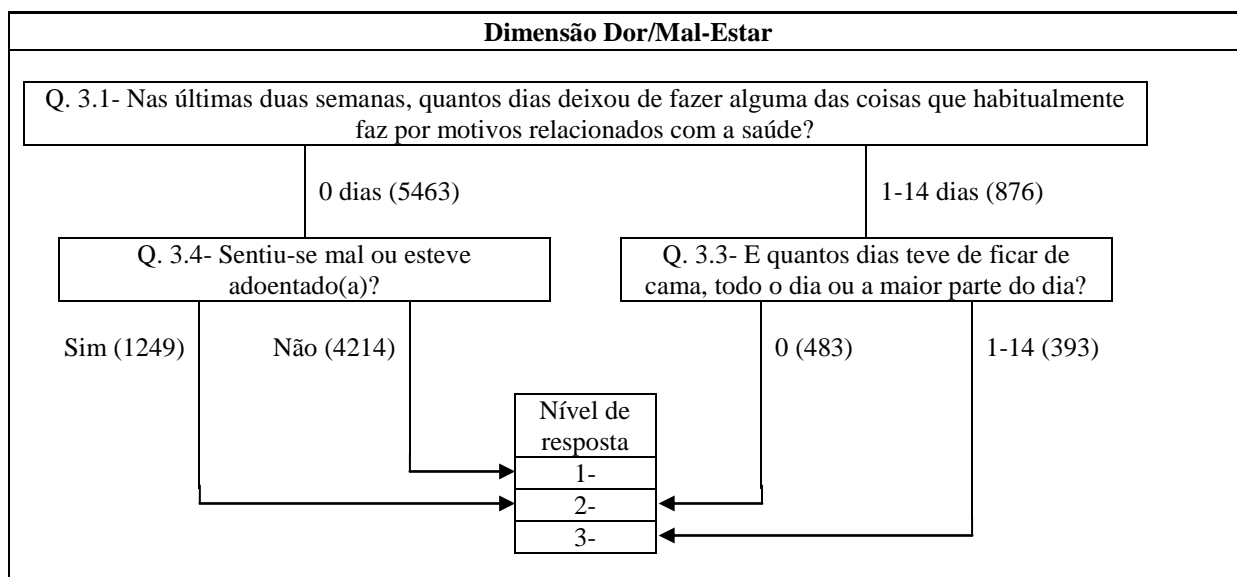 Dimensão Dor/Mal-Estar
Q. 3.1- Nas últimas duas semanas, quantos dias deixou de fazer alguma das coisas que habitualmente
faz por motivos relacionados com a saúde?
0 dias (5463)
1-14 dias (876)
Q. 3.4- Sentiu-se mal ou esteve
adoentado(a)?
Q. 3.3- E quantos dias teve de ficar de
cama, todo o dia ou a maior parte do dia?
Sim (1249)
Não (4214)
0 (483)
1-14 (393)
Nível de
resposta
1-
2-
3-